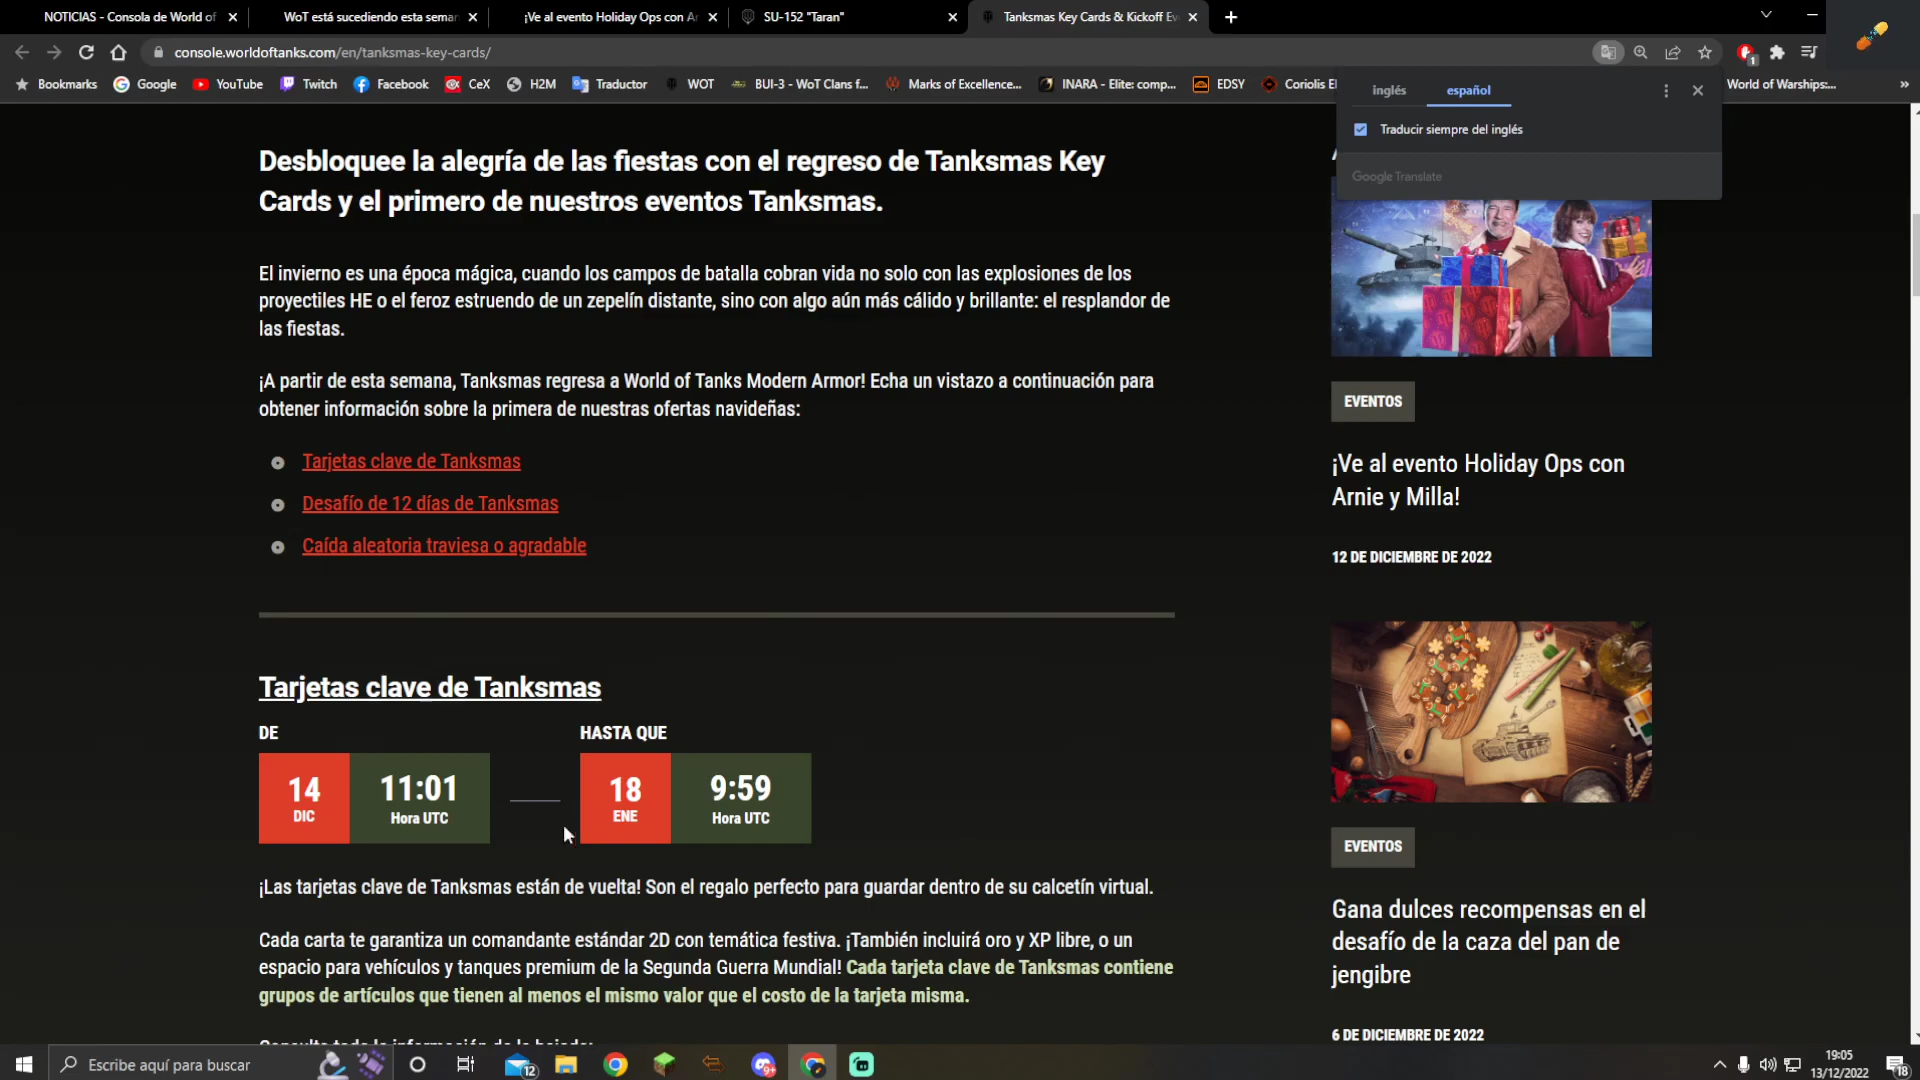 NOTICIAS - Consola de World of
WoT está sucediendo esta seman
¡Ve al evento Holiday Ops con Ar
SU-152 "Taran"
Tanksmas Key Cards & Kickoff Ev
console.worldoftanks.com/en/tanksmas-key-cards/
1
Bookmarks
Google
YouTube
Twitch
Facebook
CeX
H2M
Traductor
WOT
BUI-3 - WoT Clans f...
Marks of Excellence...
INARA - Elite: comp...
EDSY
Coriolis E
World of Warships:...
»
inglés
español
Traducir siempre del inglés
Google Translate
Desbloquee la alegría de las fiestas con el regreso de Tanksmas Key
Cards y el primero de nuestros eventos Tanksmas.
El invierno es una época mágica, cuando los campos de batalla cobran vida no solo con las explosiones de los
proyectiles HE o el feroz estruendo de un zepelín distante, sino con algo aún más cálido y brillante: el resplandor de
las fiestas.
¡A partir de esta semana, Tanksmas regresa a World of Tanks Modern Armor! Echa un vistazo a continuación para
obtener información sobre la primera de nuestras ofertas navideñas:
Tarjetas clave de Tanksmas
Desafío de 12 días de Tanksmas
Caída aleatoria traviesa o agradable
Tarjetas clave de Tanksmas
DE
HASTA QUE
14
DIC
11:01
Hora UTC
18
ENE
9:59
Hora UTC
¡Las tarjetas clave de Tanksmas están de vuelta! Son el regalo perfecto para guardar dentro de su calcetín virtual.
Cada carta te garantiza un comandante estándar 2D con temática festiva. ¡También incluirá oro y XP libre, o un
espacio para vehículos y tanques premium de la Segunda Guerra Mundial! Cada tarjeta clave de Tanksmas contiene
grupos de artículos que tienen al menos el mismo valor que el costo de la tarjeta misma.
EVENTOS
¡Ve al evento Holiday Ops con
Arnie y Milla!
12 DE DICIEMBRE DE 2022
EVENTOS
Gana dulces recompensas en el
desafío de la caza del pan de
jengibre
6 DE DICIEMBRE DE 2022
Escribe aquí para buscar
12
9+
19:05
13/12/2022
18